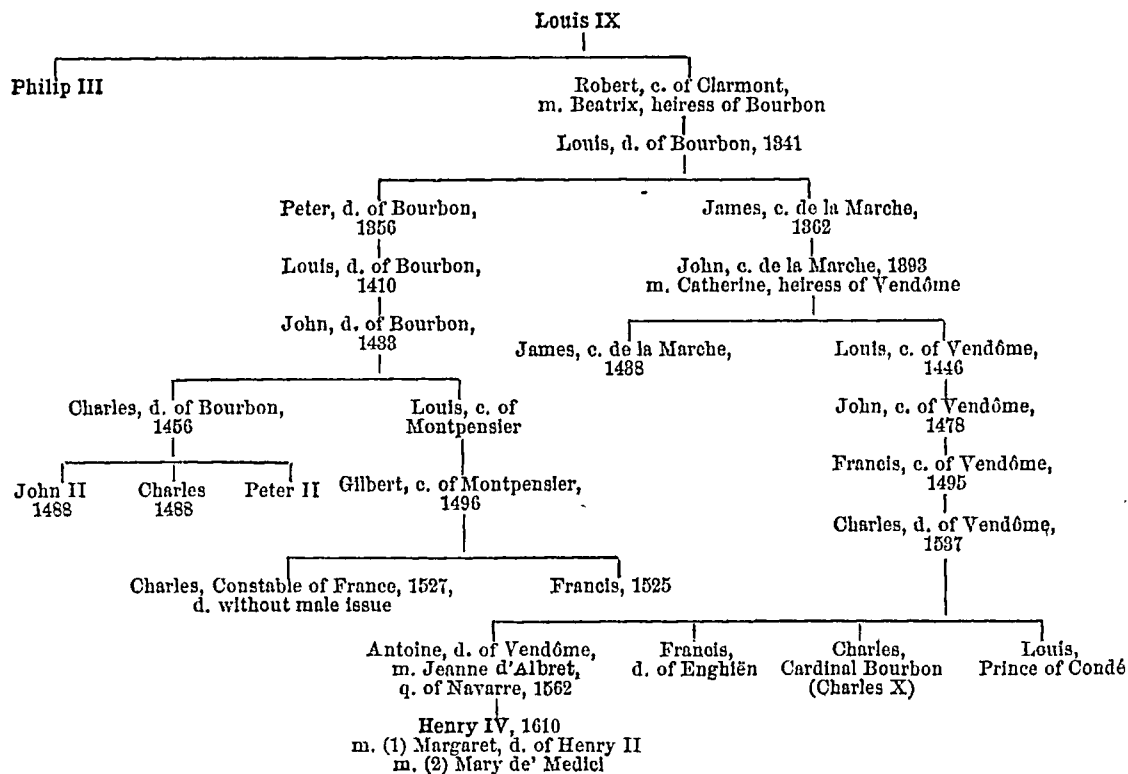 Louis IX
Philip III
Robert, c. of Clarmont,
m. Beatrix, heiress of Bourbon
Louis, d. of Bourbon, 1341
Peter, d. of Bourbon,
1356
James, c. de la Marche,
1362
Louis, d. of Bourbon,
1410
John, c. de la Marche, 1393
m. Catherine, heiress of Vendôme
John, d. of Bourbon,
1433
James, c. de la Marche,
1438
Louis, c. of Vendôme,
1446
Charles, d. of Bourbon,
1456
Louis, c. of
Montpensier
John, c. of Vendôme,
1478
John II
1488
Charles
1488
Peter II
Gilbert, c. of Montpensier,
1496
Francis, c. of Vendôme,
1495
Charles, d. of Vendôme,
1537
Charles, Constable of France, 1527,
d. without male issue
Francis, 1525
Antoine, d. of Vendôme,
m. Jeanne d'Albret,
q. of Navarre, 1562
Francis,
d. of Enghiën
Charles,
Cardinal Bourbon
(Charles X)
Louis,
Prince of Condé
Henry IV, 1610
m. (1) Margaret, d. of Henry II
m. (2) Mary de' Medici